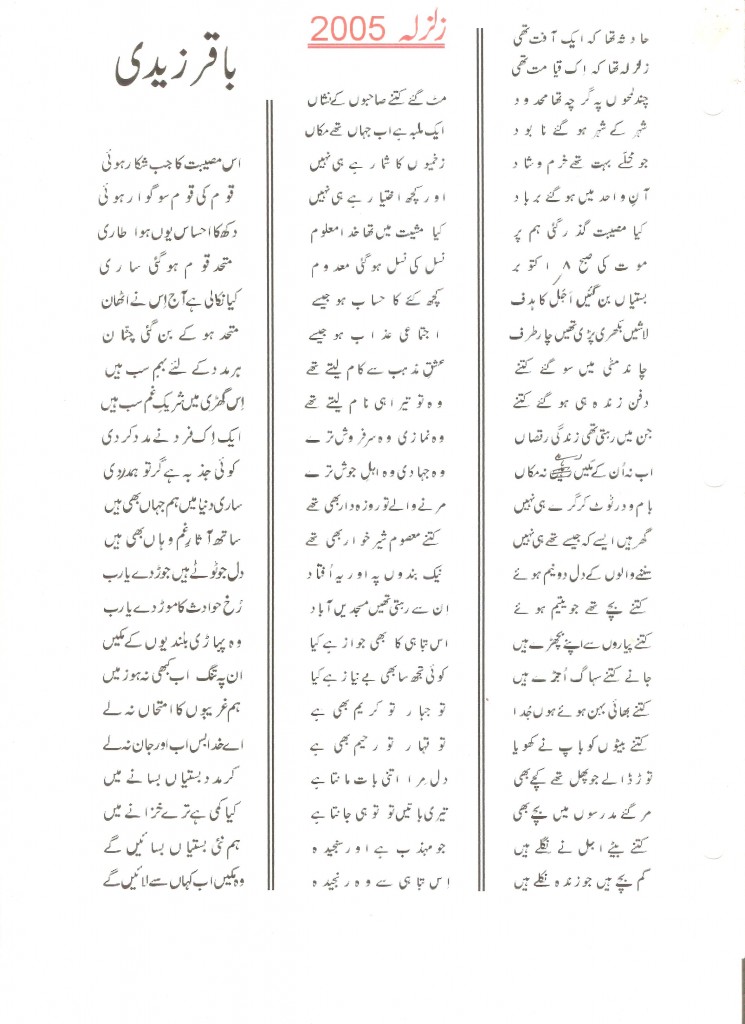 زلزلہ 2005
باقر زیدی
حادثہ تھا کہ ایک آفت تھی
زلزلہ تھا کہ اِک قیامت تھی
چند لمحوں پہ گرچہ تھا محدود
شہر کے شہر ہو گئے نابود
جو محلّے بہت تھے خرم و شاد
آنِ واحد میں ہو گئے برباد
کیا مصیبت گذر گئی ہم پر
موت کی صبح ۸/ اکتوبر
بستیاں بن گئیں اَجَل کا ہدف
لاشیں بکھری پڑی تھیں چار طرف
چاند مٹی میں سو گئے کتنے
دفن زندہ ہی ہو گئے کتنے
جن میں رہتی تھی زندگی رقصاں
اب نہ اُن کے مکیں رہے نہ مکاں
بام و در ٹوٹ کر گرے ہی نہیں
گھر ہیں ایسے کہ جیسے تھے ہی نہیں
سننے والوں کے دل دونیم ہوئے
کتنے بچے تھے جو یتیم ہوئے
کتنے پیاروں سے اپنے بچھڑے ہیں
جانے کتنے سہاگ اُجڑے ہیں
کتنے بھائی بہن ہوئے ہوں جُدا
کتنے بیٹوں کو باپ نے کھویا
توڑ ڈالے جو پھل تھے کچے بھی
مر گئے مدرسوں میں بچے بھی
کتنے بیٹے اجل نے نگلے ہیں
کم بچے ہیں جو زندہ نکلے ہیں
مٹ گئے کتنے صاحبوں کے نشاں
ایک ملبہ ہے اب جہاں تھے مکاں
زخمیوں کا شمار ہے ہی نہیں
اور کچھ اختیار ہے ہی نہیں
کیا مشیت میں تھا خدا معلوم
نسل کی نسل ہو گئی معدوم
کچھ کئے کا حساب ہو جیسے
اجتماعی عذاب ہو جیسے
عشقِ مذہب سے کام لیتے تھے
وہ تو تیرا ہی نام لیتے تھے
وہ نمازی وہ سرفروش ترے
وہ جہادی وہ اہلِ جوش ترے
مرنے والے تو روزہ دار بھی تھے
کتنے معصوم شیر خوار بھی تھے
نیک بندوں پہ اور یہ اُفتاد
ان سے رہتی تھیں مسجدیں آباد
اس تباہی کا بھی جواز ہے کیا
کوئی تجھ سا بھی بے نیاز ہے کیا
تو جبار تو کریم بھی ہے
تو قہار تو رحیم بھی ہے
دل مرا اتنی بات مانتا ہے
تیری باتیں تو تو ہی جانتا ہے
جو مہذب ہے اور سنجیدہ
اس تباہی سے وہ رنجیدہ
اس مصیبت کا جب شکار ہوئی
قوم کی قوم سوگوار ہوئی
دکھ کا احساس یوں ہوا طاری
متحد قوم ہو گئی ساری
کیا نکالی ہے آج اِس نے اٹھان
متحد ہو کے بن گئی چٹان
ہر مدد کے لئے بہم سب ہیں
اِس گھڑی میں شریکِ غم سب ہیں
ایک اِک فرد نے مدد کر دی
کوئی جذبہ ہے گر تو ہمدردی
ساری دنیا میں ہم جہاں بھی ہیں
ساتھ آثارِ غم وہاں بھی ہیں
دل جو ٹوٹے ہیں جوڑ دے یارب
رُخ حوادث کا موڑ دے یارب
وہ پہاڑی بلندیوں کے مکیں
ان پہ تنگ اب کبھی نہ ہو زمیں
ہم غریبوں کا امتحاں نہ لے
اے خدا بس اب اور جان نہ لے
کر مدد بستیاں بسانے میں
کیا کمی ہے ترے خزانے میں
ہم نئی بستیاں بسائیں گے
وہ مکیں اب کہاں سے لائیں گے